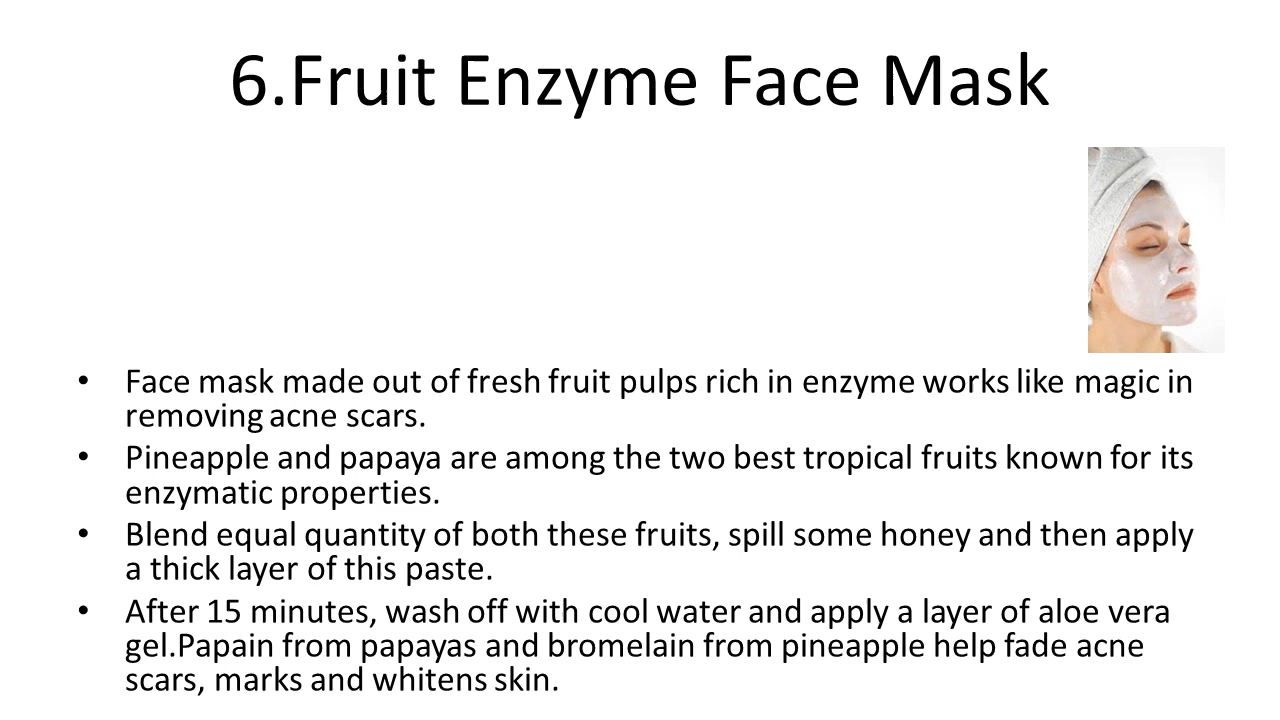 6.Fruit Enzyme Face Mask
• Face mask made out of fresh fruit pulps rich in enzyme works like magic in
removing acne scars.
• Pineapple and papaya are among the two best tropical fruits known for its
enzymatic properties.
• Blend equal quantity of both these fruits, spill some honey and then apply
a thick layer of this paste.
• After 15 minutes, wash off with cool water and apply a layer of aloe vera
gel.Papain from papayas and bromelain from pineapple help fade acne
scars, marks and whitens skin.